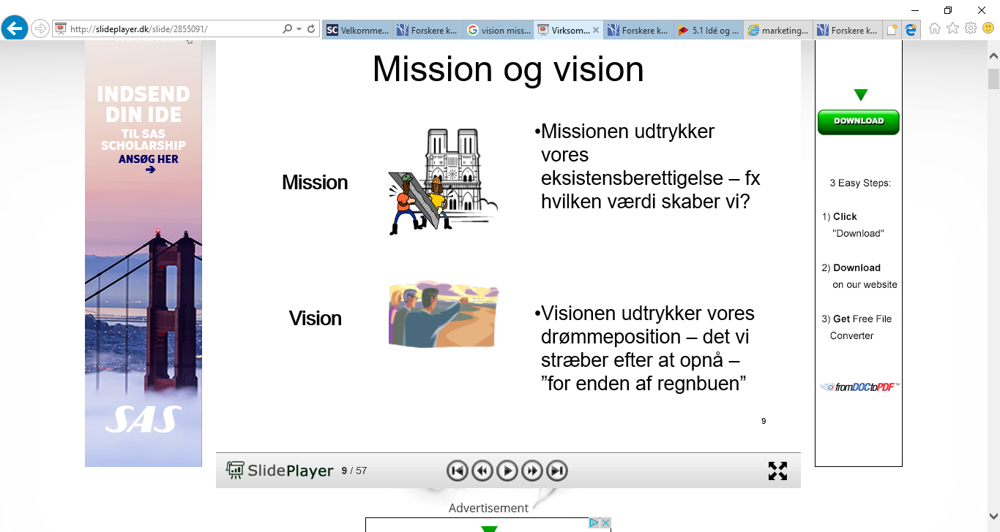 http://slideplayer.dk/slide/2855091/
SC Velkomme...
Forskere k...
vision miss...
Virksom...
Forskere k...
5.1 Idé og ...
marketing...
Forskere k...
INDSEND
DIN IDE
TIL SAS
SCHOLARSHIP
ANSØG HER
SAS
Mission og vision
Mission
•Missionen udtrykker
vores
eksistensberettigelse – fx
hvilken værdi skaber vi?
Vision
•Visionen udtrykker vores
drømmeposition – det vi
stræber efter at opnå –
”for enden af regnbuen”
9
SlidePlayer 9 / 57
Advertisement
DOWNLOAD
3 Easy Steps:
1) Click
"Download"
2) Download
on our website
3) Get Free File
Converter
fromDOCtoPDF™